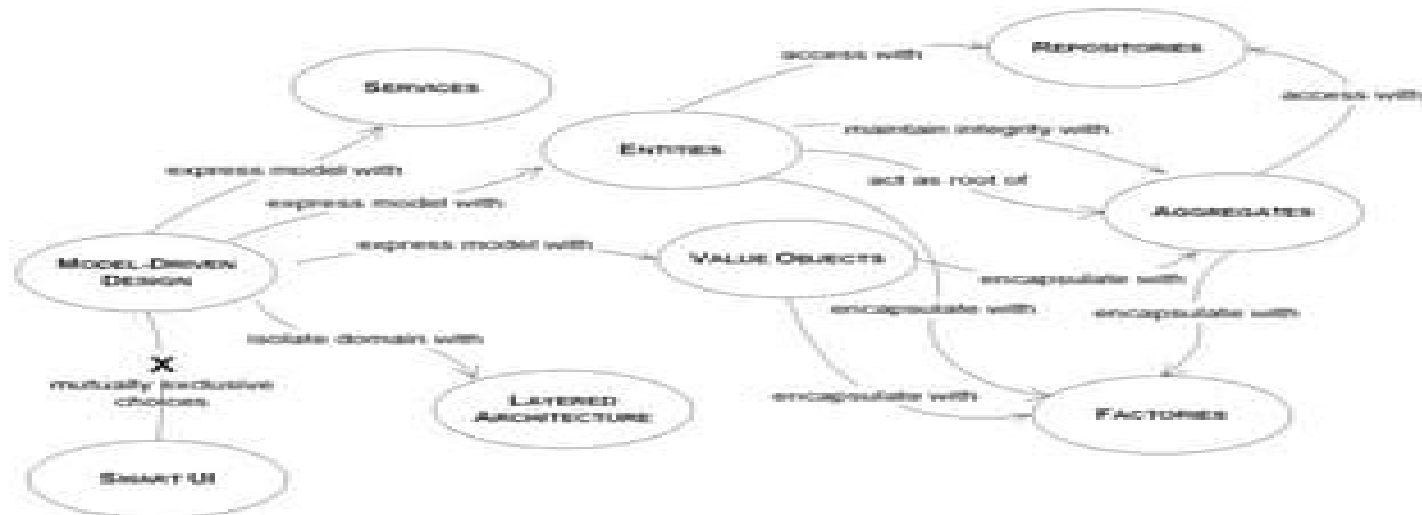 REPOSITORIES
access with
SERVICES
access with
ENTITIES
maintain integrity with
express model with
act as root of
express model with
AGGREGATES
express model with
VALUE OBJECTS
MODEL-DRIVEN
DESIGN
encapsulate with
encapsulate with
encapsulate with
isolate domain with
X
mutually exclusive
choices
encapsulate with
LAYERED
ARCHITECTURE
FACTORIES
SMART UI